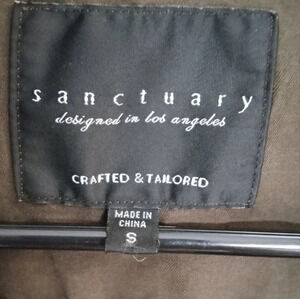 sanctuary
designed in los angeles
CRAFTED & TAILORED
MADE IN
CHINA
S